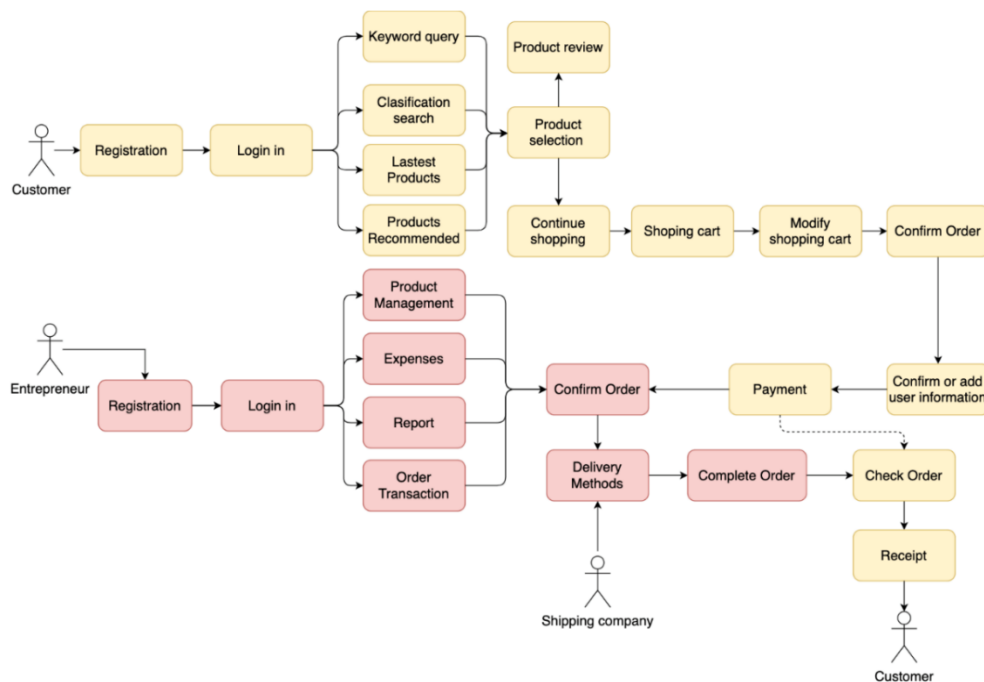 Keyword query
Product review
Clasification
search
Product
selection
Registration
Login in
Customer
Lastest
Products
Products
Recommended
Continue
shopping
Shoping cart
Modify
shopping cart
Confirm Order
Product
Management
Entrepreneur
Expenses
Registration
Login in
Confirm Order
Payment
Confirm or add
user information
Report
Order
Transaction
Delivery
Methods
Complete Order
Check Order
Receipt
Shipping company
Customer